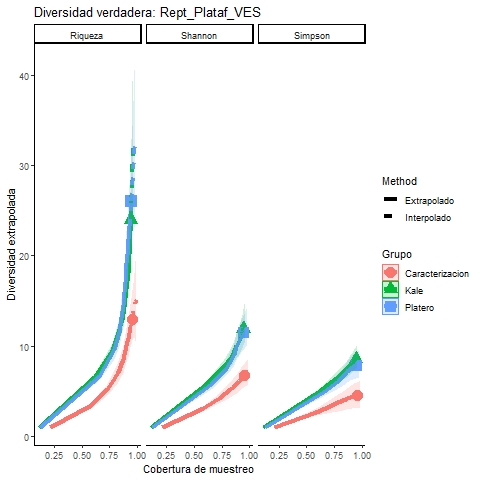 Diversidad verdadera: Rept_Plataf_VES
Riqueza Shannon Simpson
Diversidad extrapolada
40
30
20
10
0
0.25 0.50 0.75 1.00 0.25 0.50 0.75 1.00 0.25 0.50 0.75 1.00
Cobertura de muestreo
Method
Extrapolado
Interpolado
Grupo
Caracterizacion
Kale
Platero